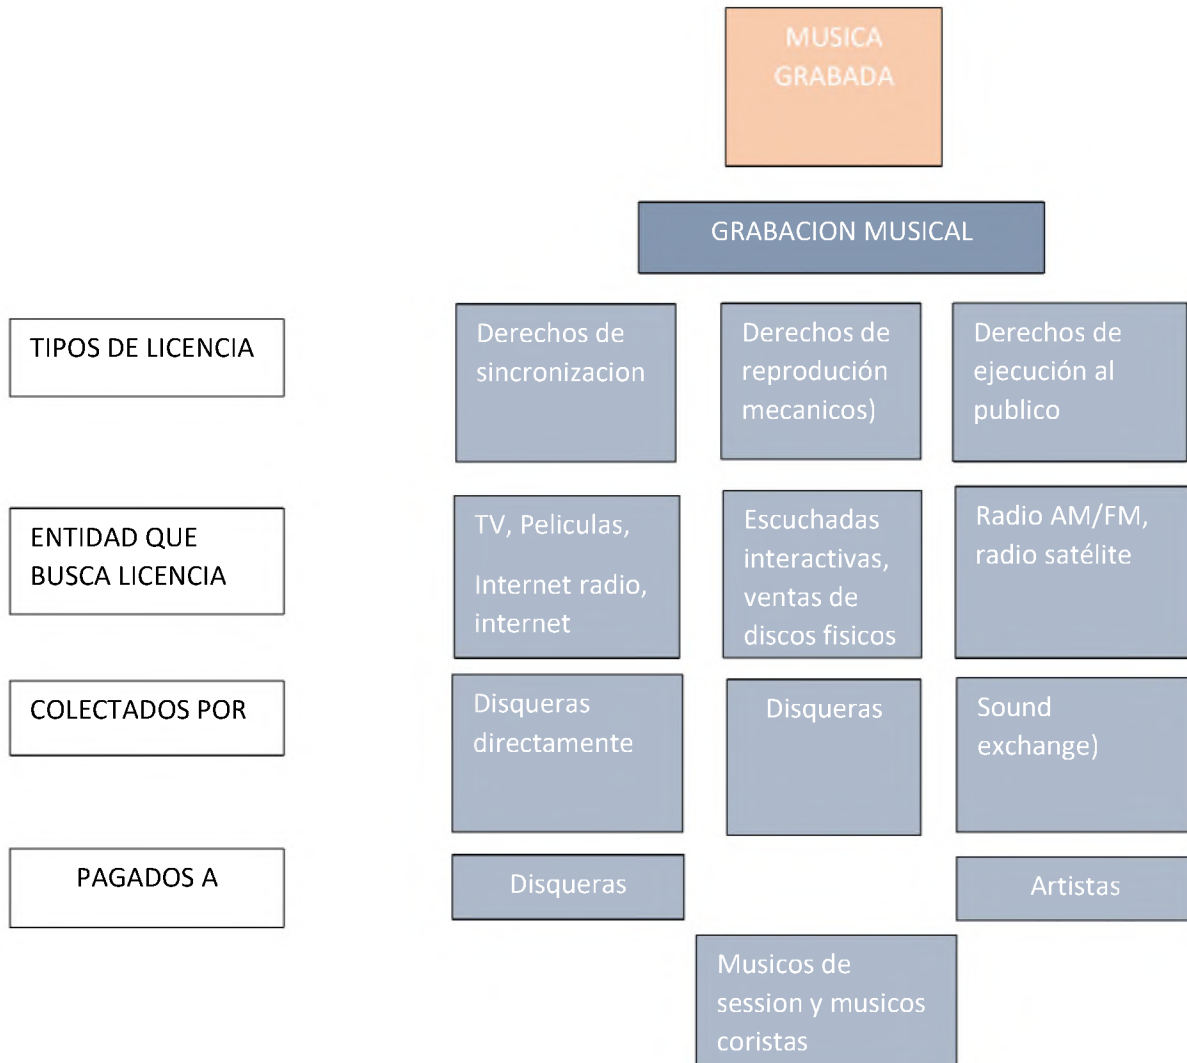 MUSICA
GRABADA
GRABACION MUSICAL
TIPOS DE LICENCIA
Derechos de
sincronizacion
Derechos de
reprodución
mecanicos)
Derechos de
ejecución al
publico
ENTIDAD QUE
BUSCA LICENCIA
TV, Peliculas,
Internet radio,
internet
Escuchadas
interactivas,
ventas de
discos fisicos
Radio AM/FM,
radio satélite
COLECTADOS POR
Disqueras
directamente
Disqueras
Sound
exchange)
PAGADOS A
Disqueras
Artistas
Musicos de
session y musicos
coristas